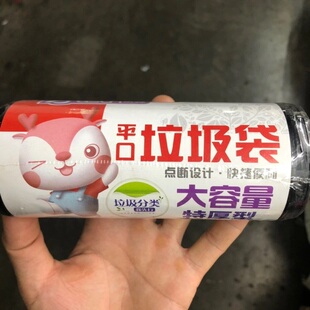 平口
垃圾袋
点断设计·快捷便利
大容量
垃圾分类
特厚型